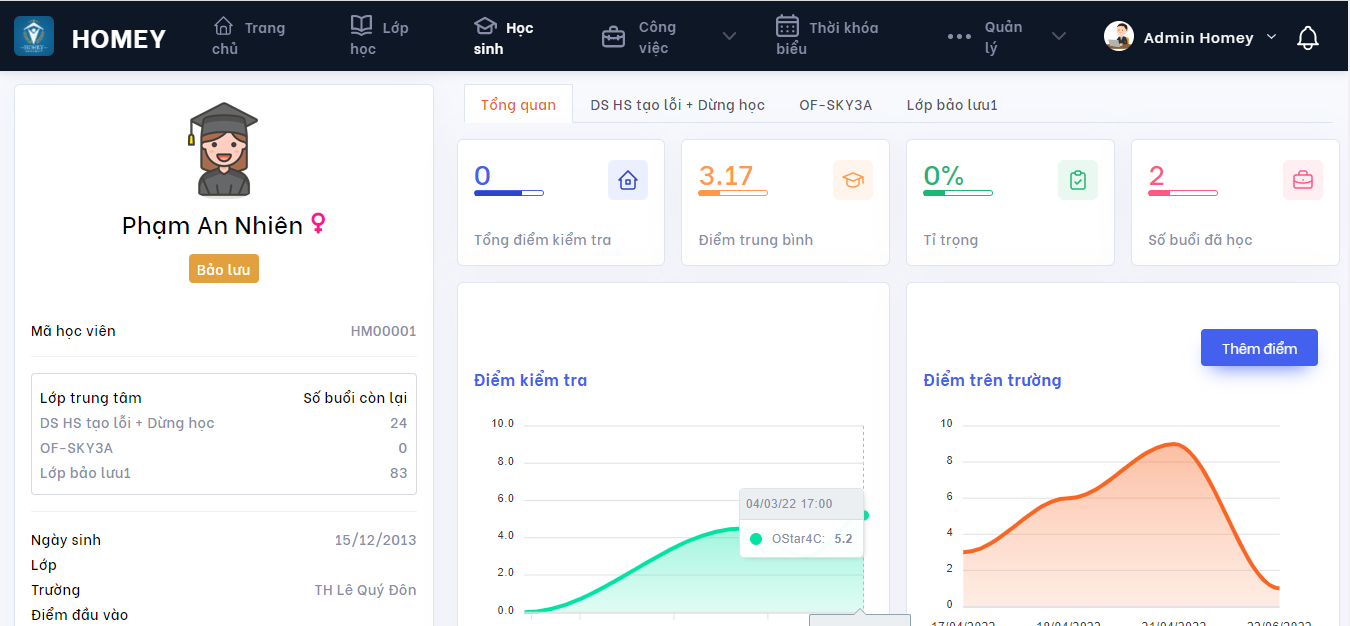 HOMEY
Trang chủ
Lớp học
Học sinh
Công việc
Thời khóa biểu
Quản lý
Admin Homey
Phạm An Nhiên
Bảo lưu
Mã học viên HM00001
Lớp trung tâm Số buổi còn lại
DS HS tạo lỗi + Dừng học 24
OF-SKY3A 0
Lớp bảo lưu1 83
Ngày sinh 15/12/2013
Lớp
Trường TH Lê Quý Đôn
Điểm đầu vào
Tổng quan DS HS tạo lỗi + Dừng học OF-SKY3A Lớp bảo lưu1
0
Tổng điểm kiểm tra
3.17
Điểm trung bình
0%
Tỉ trọng
2
Số buổi đã học
Điểm kiểm tra
10.0
8.0
6.0
4.0
2.0
0.0
04/03/22 17:00
OStar4C: 5.2
Thêm điểm
Điểm trên trường
10
8
6
4
2
0
17/04/2022 18/04/2022 21/04/2022 22/06/2022